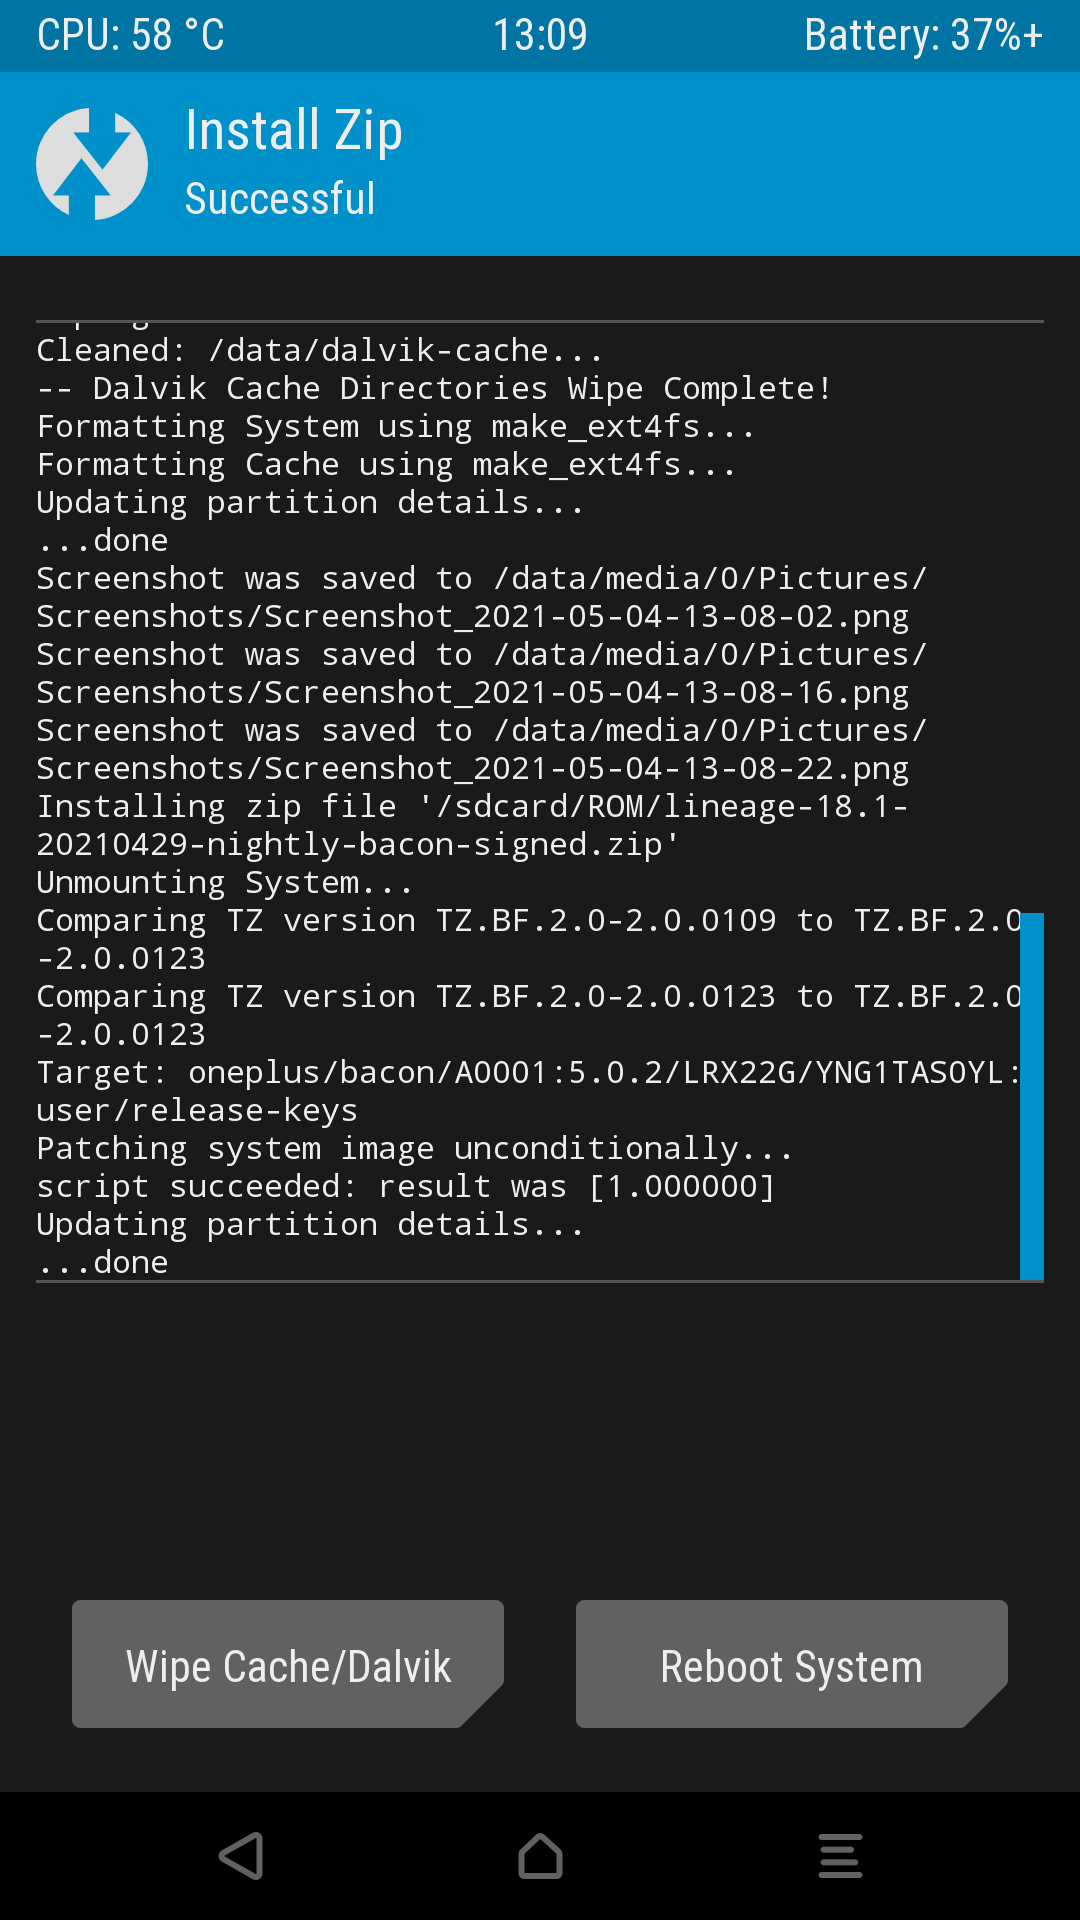 CPU: 58 °C 13:09 Battery: 37%+
Install Zip
Successful
Cleaned: /data/dalvik-cache...
-- Dalvik Cache Directories Wipe Complete!
Formatting System using make_ext4fs...
Formatting Cache using make_ext4fs...
Updating partition details...
...done
Screenshot was saved to /data/media/0/Pictures/
Screenshots/Screenshot_2021-05-04-13-08-02.png
Screenshot was saved to /data/media/0/Pictures/
Screenshots/Screenshot_2021-05-04-13-08-16.png
Screenshot was saved to /data/media/0/Pictures/
Screenshots/Screenshot_2021-05-04-13-08-22.png
Installing zip file '/sdcard/ROM/lineage-18.1-
20210429-nightly-bacon-signed.zip'
Unmounting System...
Comparing TZ version TZ.BF.2.0-2.0.0109 to TZ.BF.2.0
-2.0.0123
Comparing TZ version TZ.BF.2.0-2.0.0123 to TZ.BF.2.0
-2.0.0123
Target: oneplus/bacon/A0001:5.0.2/LRX22G/YNG1TAS0YL:
user/release-keys
Patching system image unconditionally...
script succeeded: result was [1.000000]
Updating partition details...
...done
Wipe Cache/Dalvik
Reboot System